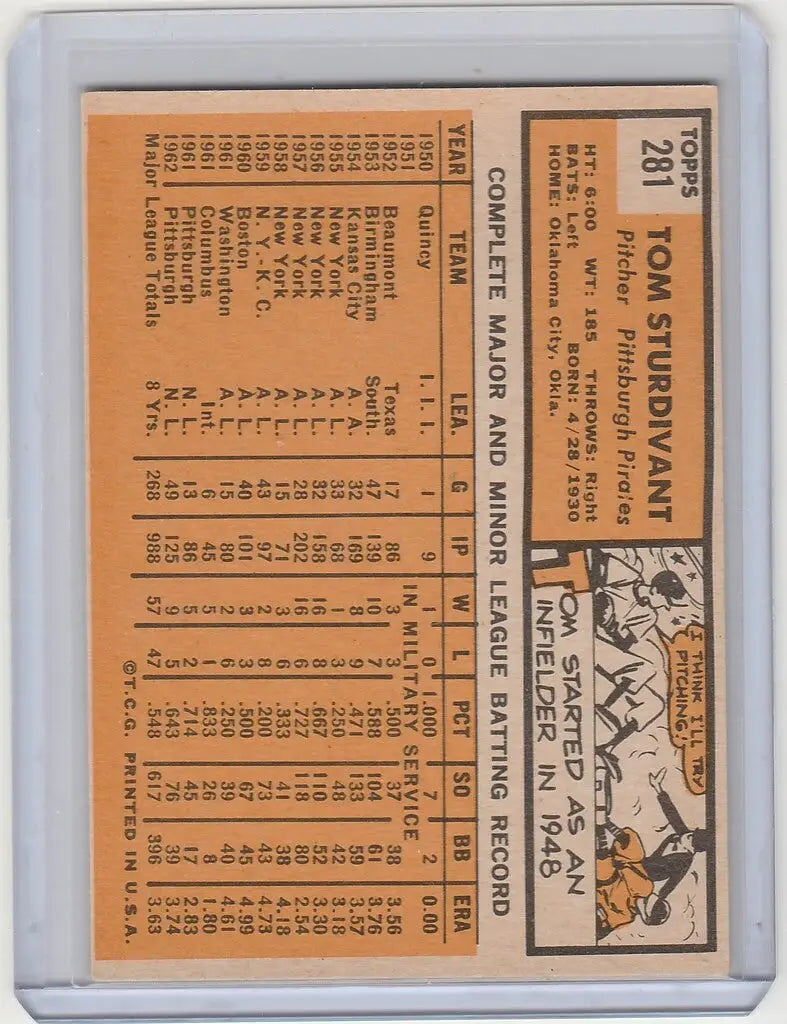 TOPPS
281
TOM STURDIVANT
Pitcher Pittsburgh Pirates
HT: 6:00 WT: 185 THROWS: Right
BATS: Left BORN: 4/28/1930
HOME: Oklahoma City, Okla.
I THINK I'LL TRY
PITCHING!
TOM STARTED AS AN
INFIELDER IN 1948
COMPLETE MAJOR AND MINOR LEAGUE BATTING RECORD
YEAR TEAM LEA. G IP W L PCT SO BB ERA
1950 Quincy I. I. I. 1 9 1 0 1.000 7 2 0.00
1951 IN MILITARY SERVICE
1952 Beaumont Texas 17 86 3 3 .500 37 38 3.56
1953 Birmingham South. 47 139 10 7 .588 104 61 3.76
1954 Kansas City A. A. 32 169 8 9 .471 133 59 3.57
1955 New York A. L. 33 68 1 3 .250 48 42 3.18
1956 New York A. L. 32 158 16 8 .667 110 52 3.30
1957 New York A. L. 28 202 16 6 .727 118 80 2.54
1958 New York A. L. 15 71 3 6 .333 41 38 4.18
1959 N. Y.-K. C. A. L. 43 97 2 8 .200 73 43 4.73
1960 Boston A. L. 40 101 3 3 .500 67 45 4.99
1961 Washington A. L. 15 80 2 6 .250 39 40 4.61
1961 Columbus Int. 6 45 5 1 .833 26 8 1.80
1961 Pittsburgh N. L. 13 86 5 2 .714 45 17 2.83
1962 Pittsburgh N. L. 49 125 9 5 .643 76 39 3.74
Major League Totals 8 Yrs. 268 988 57 47 .548 617 396 3.63
©T.C.G. PRINTED IN U.S.A.